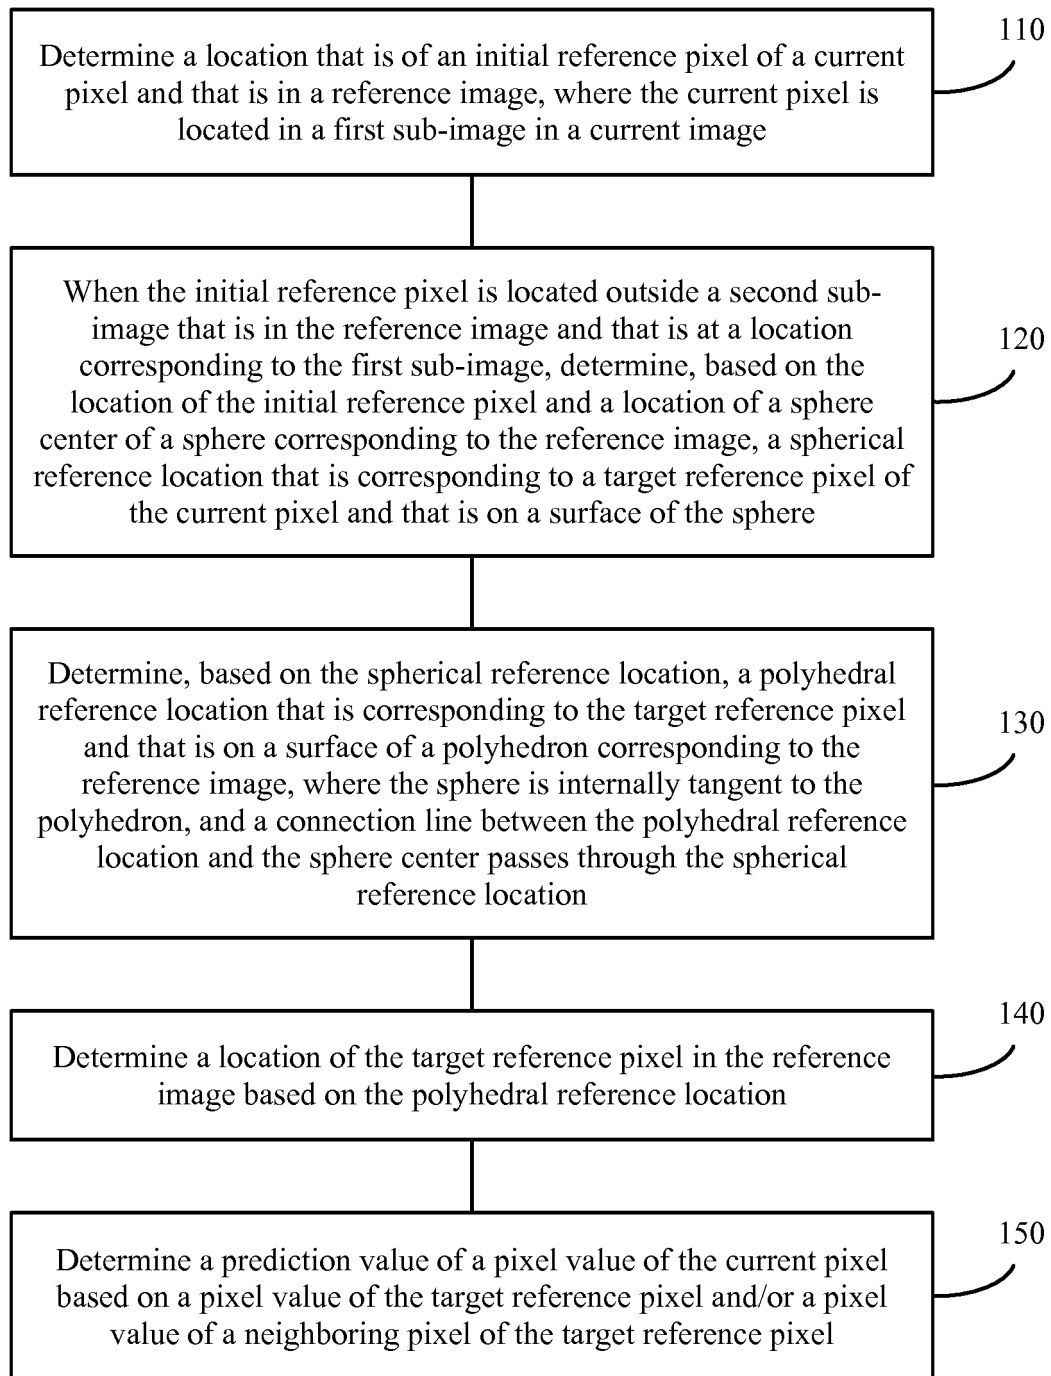 110
Determine a location that is of an initial reference pixel of a current
pixel and that is in a reference image, where the current pixel is
located in a first sub-image in a current image
120
When the initial reference pixel is located outside a second sub-
image that is in the reference image and that is at a location
corresponding to the first sub-image, determine, based on the
location of the initial reference pixel and a location of a sphere
center of a sphere corresponding to the reference image, a spherical
reference location that is corresponding to a target reference pixel of
the current pixel and that is on a surface of the sphere
130
Determine, based on the spherical reference location, a polyhedral
reference location that is corresponding to the target reference pixel
and that is on a surface of a polyhedron corresponding to the
reference image, where the sphere is internally tangent to the
polyhedron, and a connection line between the polyhedral reference
location and the sphere center passes through the spherical
reference location
140
Determine a location of the target reference pixel in the reference
image based on the polyhedral reference location
150
Determine a prediction value of a pixel value of the current pixel
based on a pixel value of the target reference pixel and/or a pixel
value of a neighboring pixel of the target reference pixel